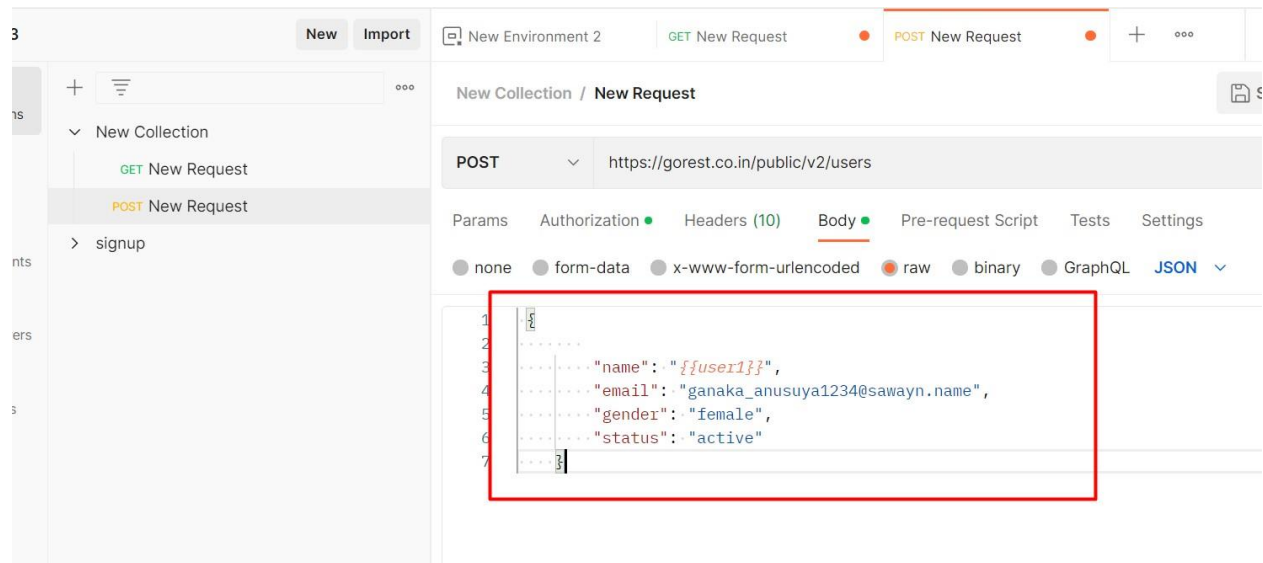 3
New Import
New Environment 2 GET New Request POST New Request
New Collection / New Request
New Collection
GET New Request
POST New Request
signup
POST https://gorest.co.in/public/v2/users
Params Authorization Headers (10) Body Pre-request Script Tests Settings
none form-data x-www-form-urlencoded raw binary GraphQL JSON
1 {
2
3 "name": "{{user1}}",
4 "email": "ganaka_anusuya1234@sawayn.name",
5 "gender": "female",
6 "status": "active"
7 }